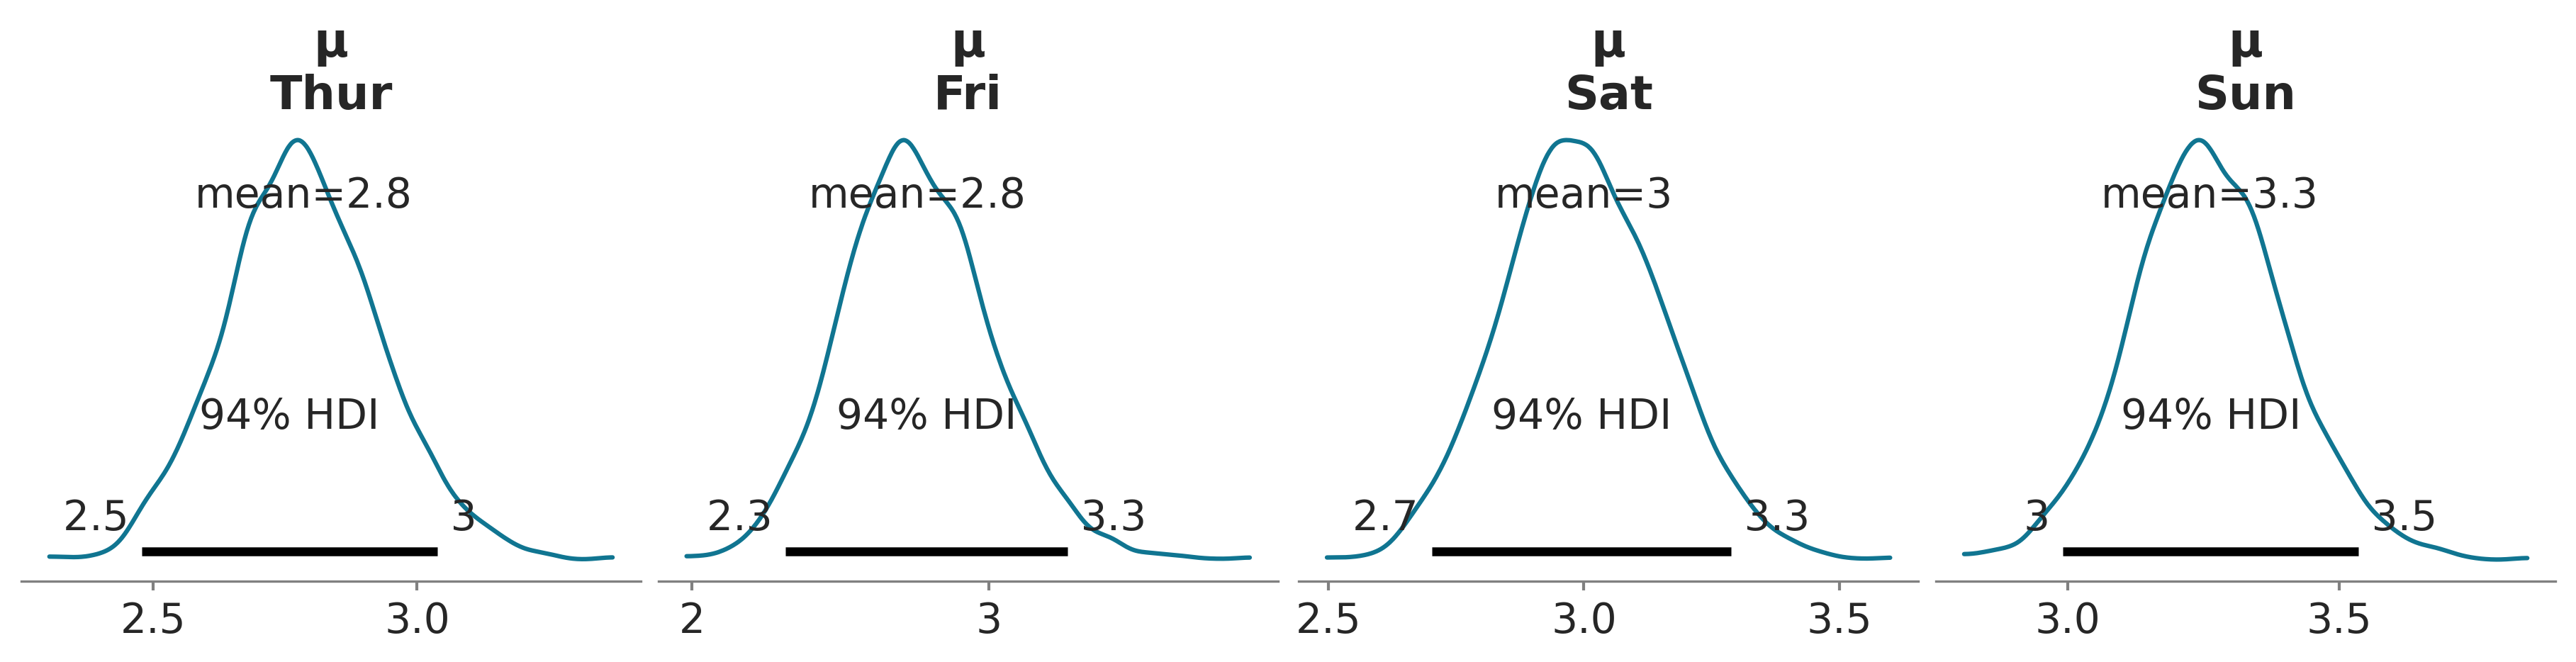 μ
Thur
mean=2.8
94% HDI
2.5 3
2.5 3.0
μ
Fri
mean=2.8
94% HDI
2.3 3.3
2 3
μ
Sat
mean=3
94% HDI
2.7 3.3
2.5 3.0 3.5
μ
Sun
mean=3.3
94% HDI
3 3.5
3.0 3.5